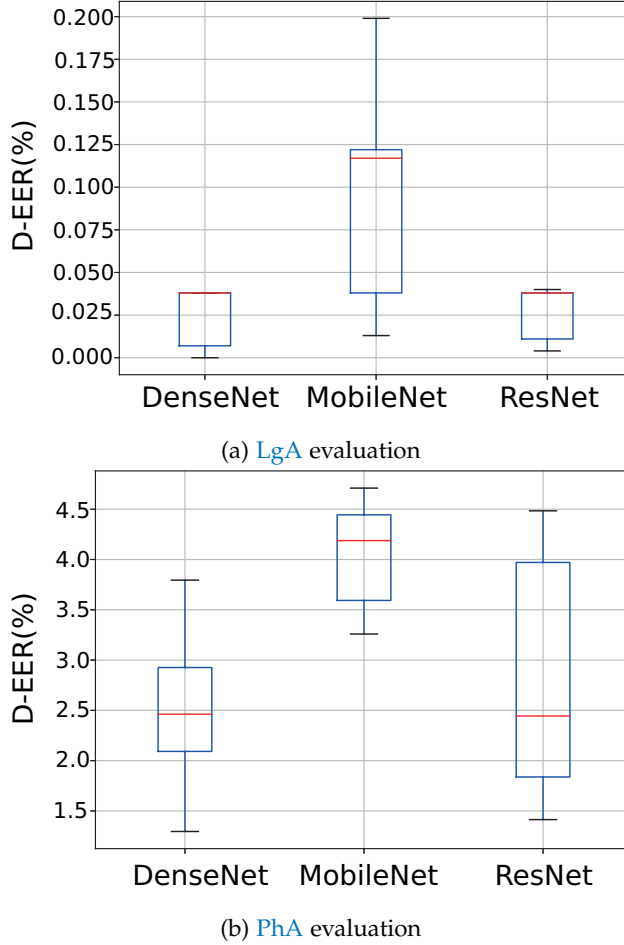 0.200
0.175
0.150
0.125
0.100
0.075
0.050
0.025
0.000
D-EER(%)
DenseNet MobileNet ResNet
(a) LgA evaluation
4.5
4.0
3.5
3.0
2.5
2.0
1.5
D-EER(%)
DenseNet MobileNet ResNet
(b) PhA evaluation